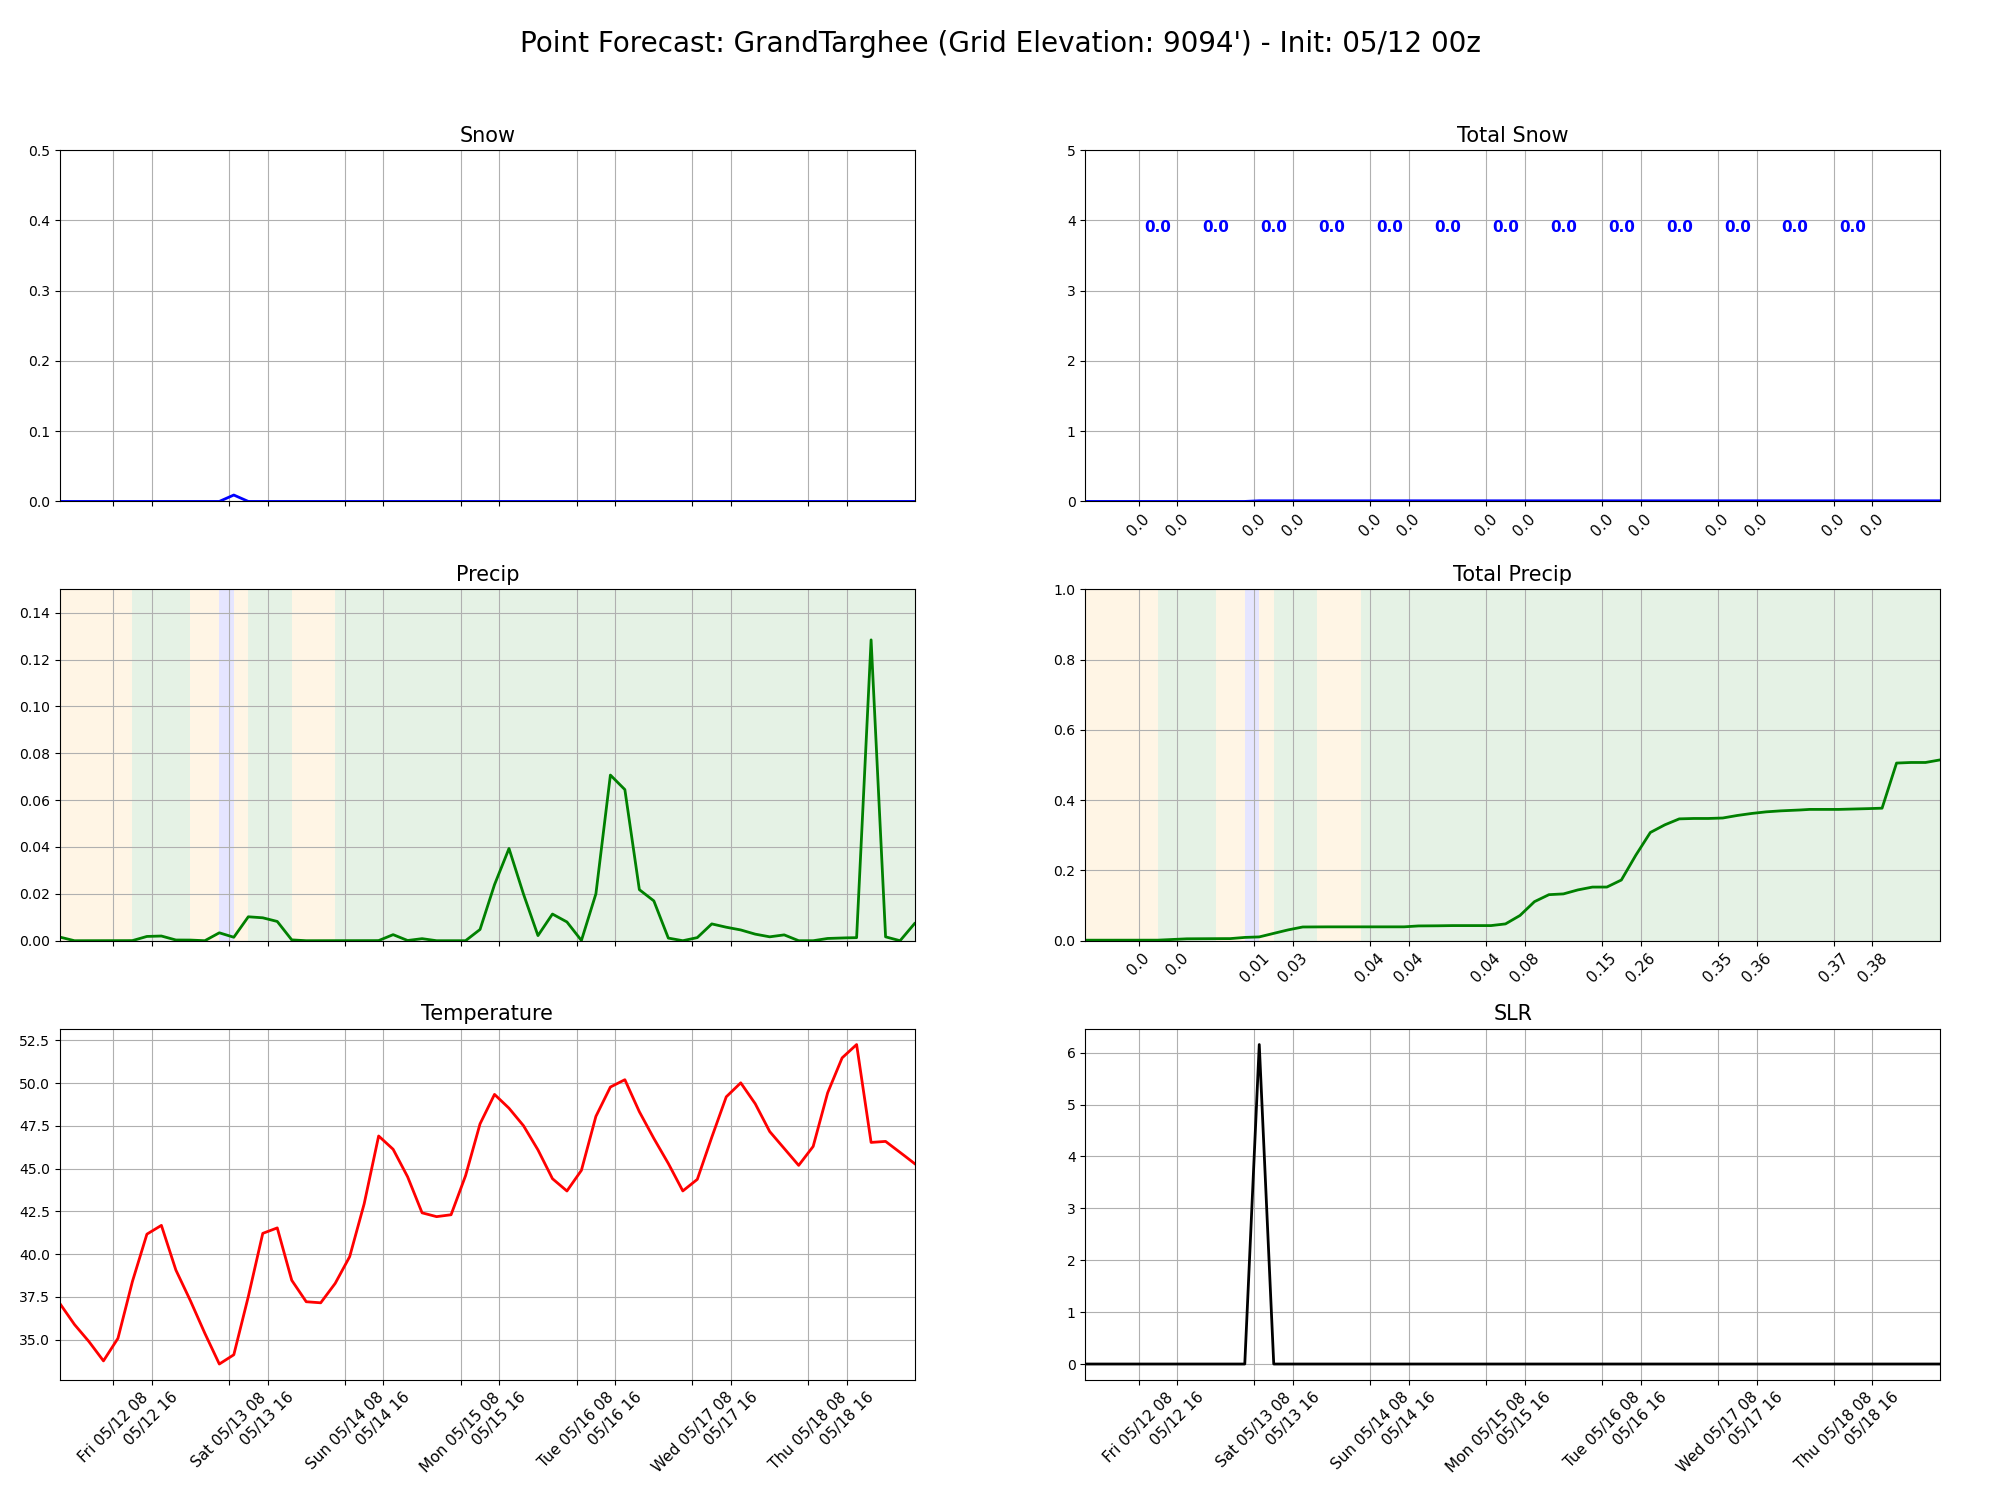 Point Forecast: GrandTarghee (Grid Elevation: 9094') - Init: 05/12 00z
Snow
0.5
0.4
0.3
0.2
0.1
0.0
Total Snow
5
4
3
2
1
0
0.0 0.0 0.0 0.0 0.0 0.0 0.0 0.0 0.0 0.0 0.0 0.0 0.0
0.0 0.0 0.0 0.0 0.0 0.0 0.0 0.0 0.0 0.0 0.0 0.0 0.0 0.0
Precip
0.14
0.12
0.10
0.08
0.06
0.04
0.02
0.00
Total Precip
1.0
0.8
0.6
0.4
0.2
0.0
0.0 0.0 0.01 0.03 0.04 0.04 0.04 0.08 0.15 0.26 0.35 0.36 0.37 0.38
Temperature
52.5
50.0
47.5
45.0
42.5
40.0
37.5
35.0
Fri 05/12 08
05/12 16
Sat 05/13 08
05/13 16
Sun 05/14 08
05/14 16
Mon 05/15 08
05/15 16
Tue 05/16 08
05/16 16
Wed 05/17 08
05/17 16
Thu 05/18 08
05/18 16
SLR
6
5
4
3
2
1
0
Fri 05/12 08
05/12 16
Sat 05/13 08
05/13 16
Sun 05/14 08
05/14 16
Mon 05/15 08
05/15 16
Tue 05/16 08
05/16 16
Wed 05/17 08
05/17 16
Thu 05/18 08
05/18 16